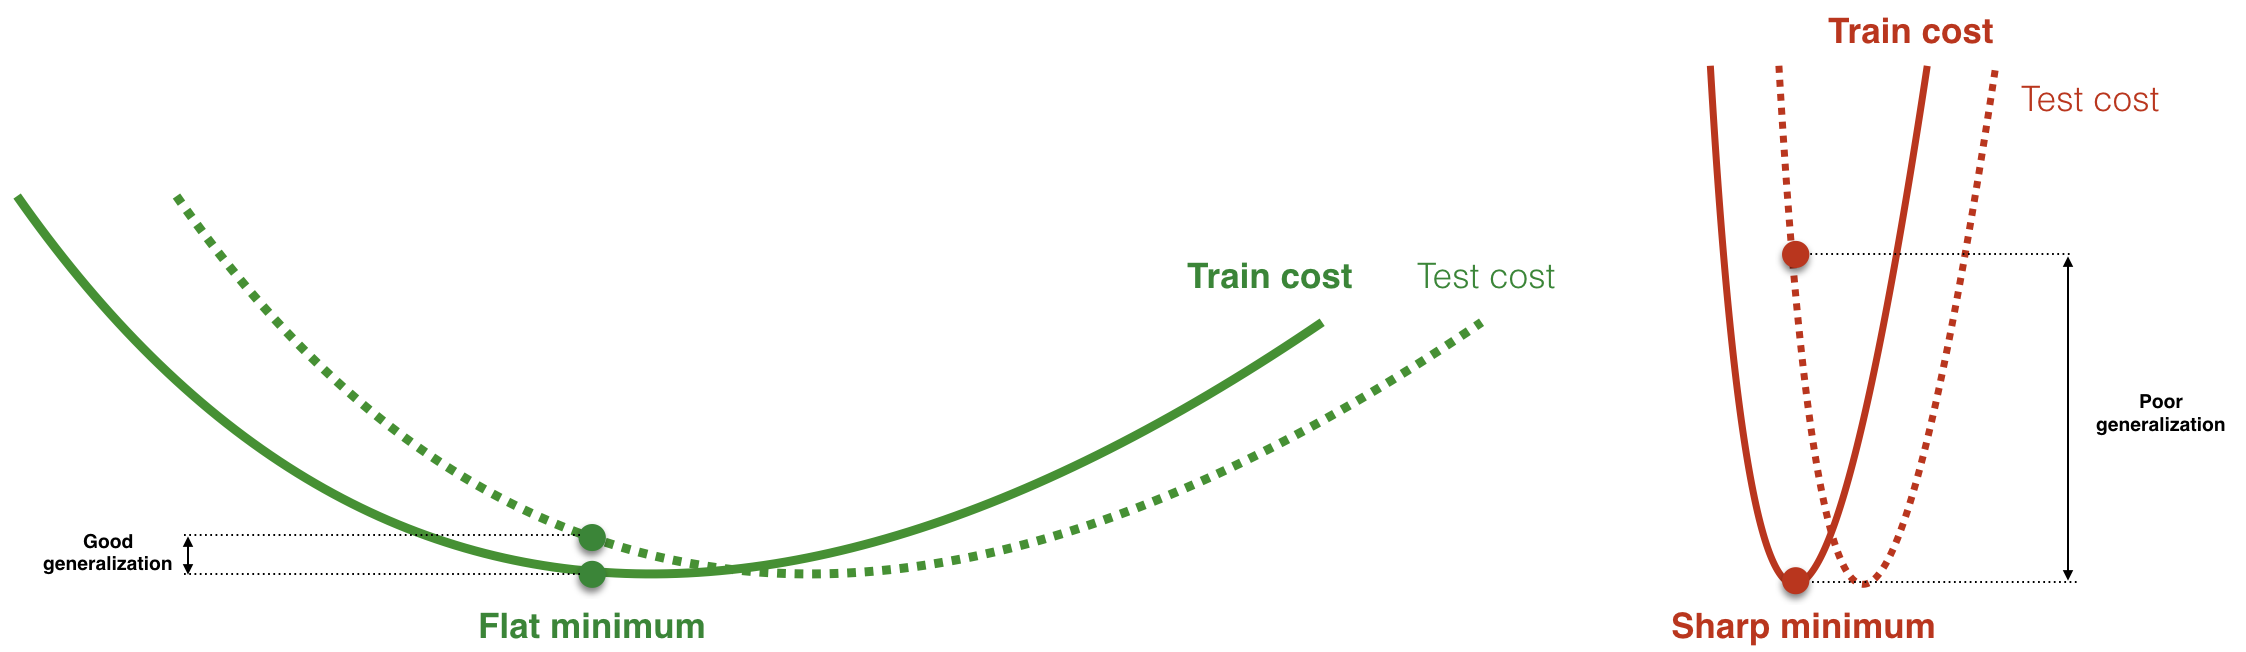 Train cost
Test cost
Train cost
Test cost
Good
generalization
Flat minimum
Poor
generalization
Sharp minimum